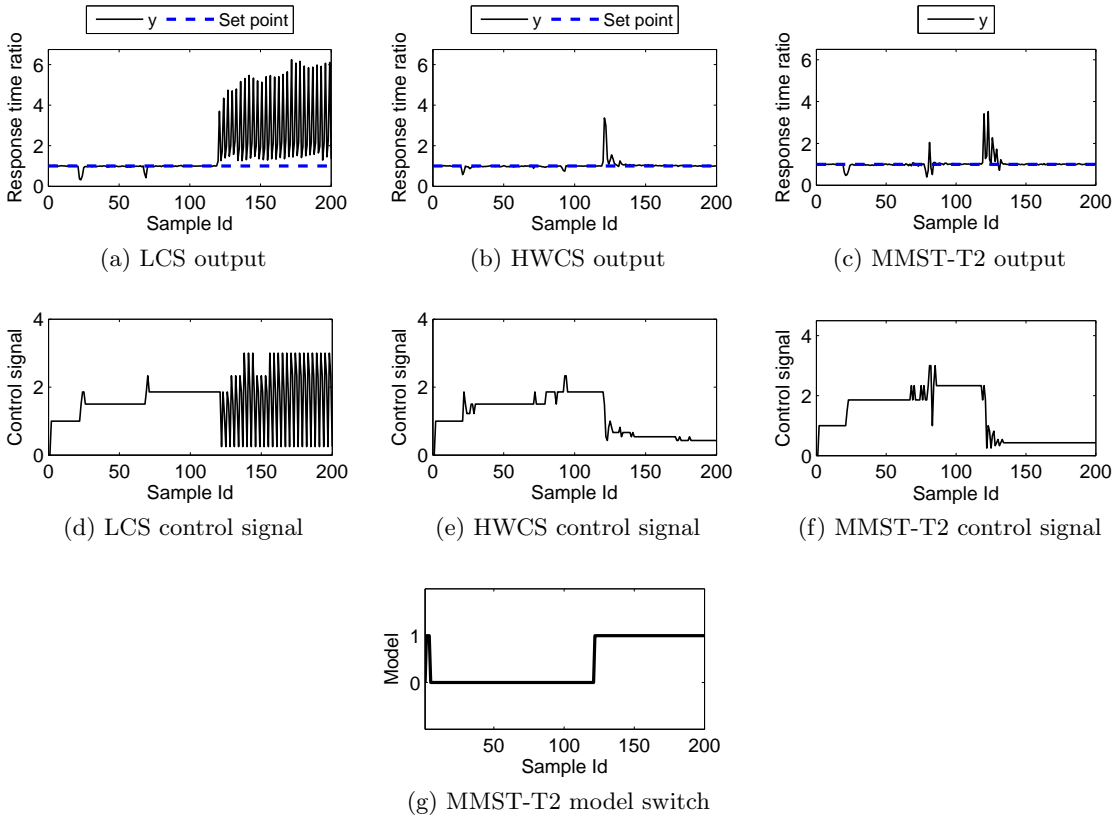 y Set point
Response time ratio
6
4
2
0
0 50 100 150 200
Sample Id
(a) LCS output
y Set point
Response time ratio
6
4
2
0
0 50 100 150 200
Sample Id
(b) HWCS output
y
Response time ratio
6
4
2
0
0 50 100 150 200
Sample Id
(c) MMST-T2 output
Control signal
4
2
0
0 50 100 150 200
Sample Id
(d) LCS control signal
Control signal
4
2
0
0 50 100 150 200
Sample Id
(e) HWCS control signal
Control signal
4
2
0
0 50 100 150 200
Sample Id
(f) MMST-T2 control signal
Model
1
0
50 100 150 200
Sample Id
(g) MMST-T2 model switch